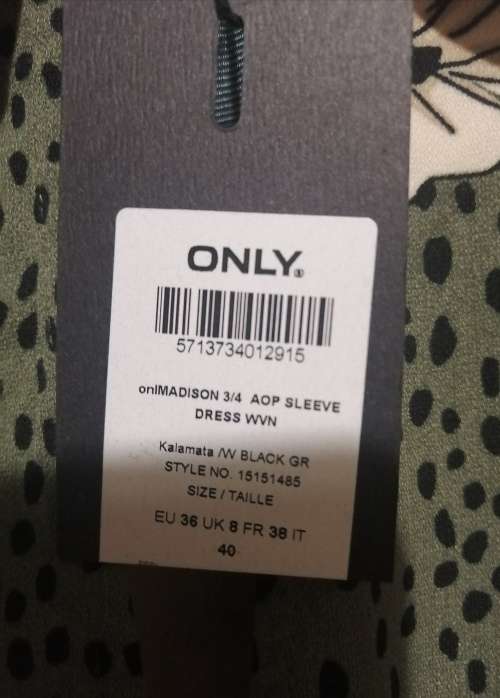 ONLY®
5713734012915
onlMADISON 3/4 AOP SLEEVE
DRESS WVN
Kalamata /W BLACK GR
STYLE NO. 15151485
SIZE / TAILLE
EU 36 UK 8 FR 38 IT
40